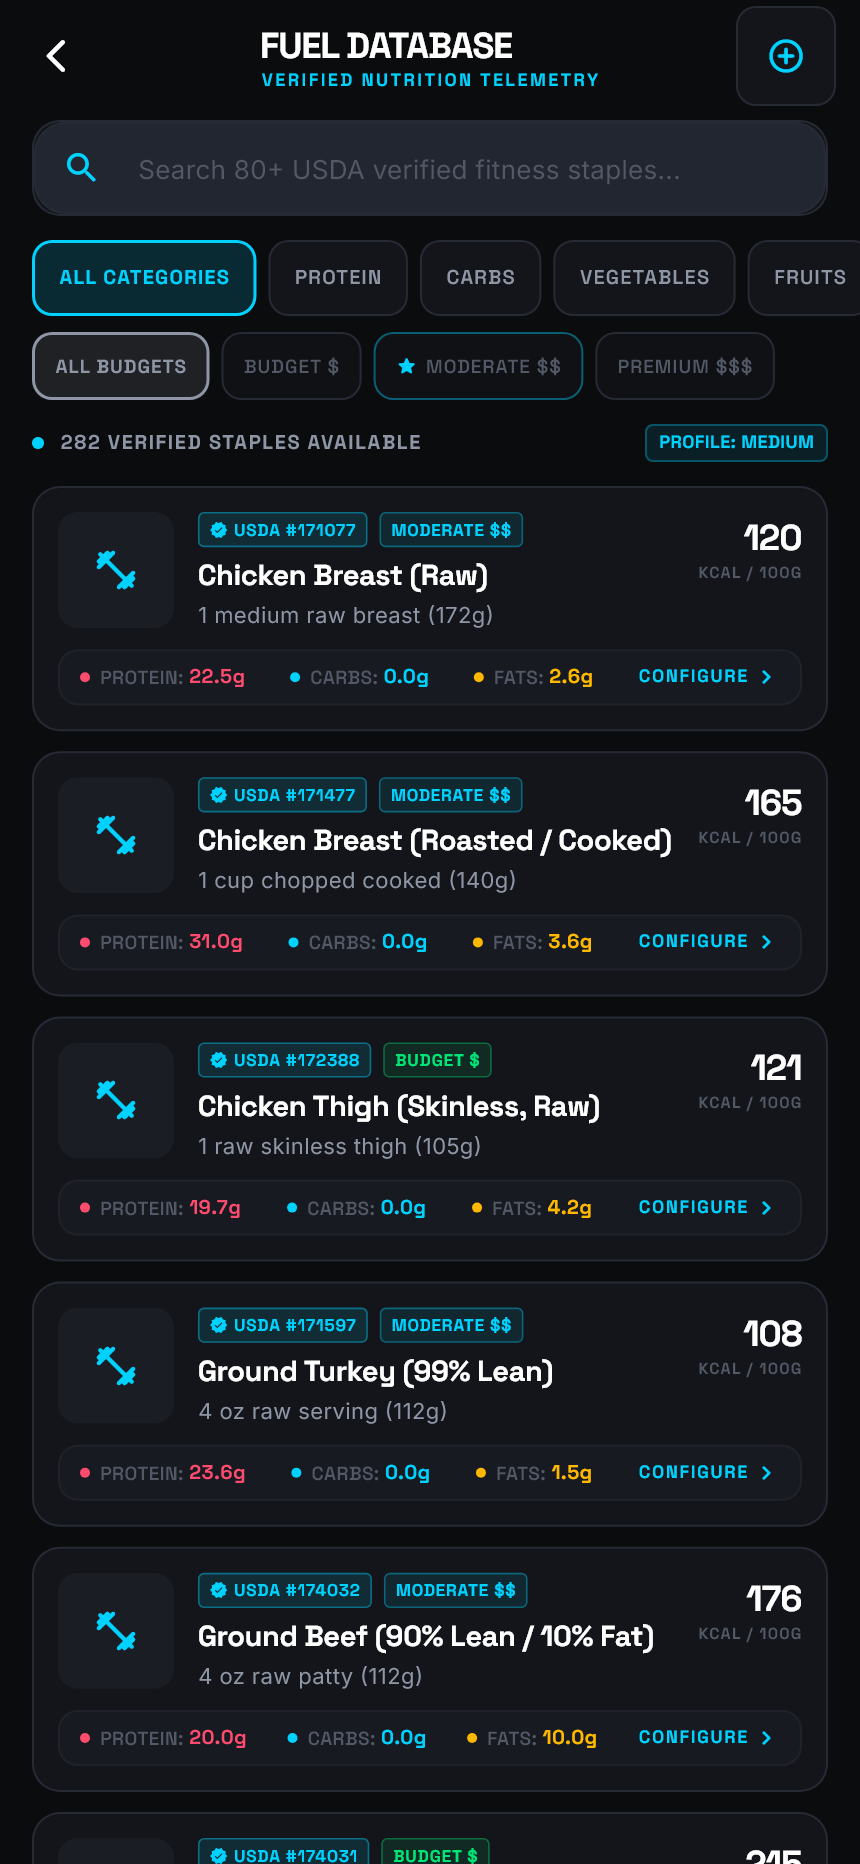 FUEL DATABASE
VERIFIED NUTRITION TELEMETRY
Search 80+ USDA verified fitness staples...
ALL CATEGORIES PROTEIN CARBS VEGETABLES FRUITS
ALL BUDGETS BUDGET $ MODERATE $$ PREMIUM $$$
282 VERIFIED STAPLES AVAILABLE PROFILE: MEDIUM
USDA #171077 MODERATE $$ 120
Chicken Breast (Raw) KCAL / 100G
1 medium raw breast (172g)
PROTEIN: 22.5g CARBS: 0.0g FATS: 2.6g CONFIGURE
USDA #171477 MODERATE $$ 165
Chicken Breast (Roasted / Cooked) KCAL / 100G
1 cup chopped cooked (140g)
PROTEIN: 31.0g CARBS: 0.0g FATS: 3.6g CONFIGURE
USDA #172388 BUDGET $ 121
Chicken Thigh (Skinless, Raw) KCAL / 100G
1 raw skinless thigh (105g)
PROTEIN: 19.7g CARBS: 0.0g FATS: 4.2g CONFIGURE
USDA #171597 MODERATE $$ 108
Ground Turkey (99% Lean) KCAL / 100G
4 oz raw serving (112g)
PROTEIN: 23.6g CARBS: 0.0g FATS: 1.5g CONFIGURE
USDA #174032 MODERATE $$ 176
Ground Beef (90% Lean / 10% Fat) KCAL / 100G
4 oz raw patty (112g)
PROTEIN: 20.0g CARBS: 0.0g FATS: 10.0g CONFIGURE
USDA #174031 BUDGET $